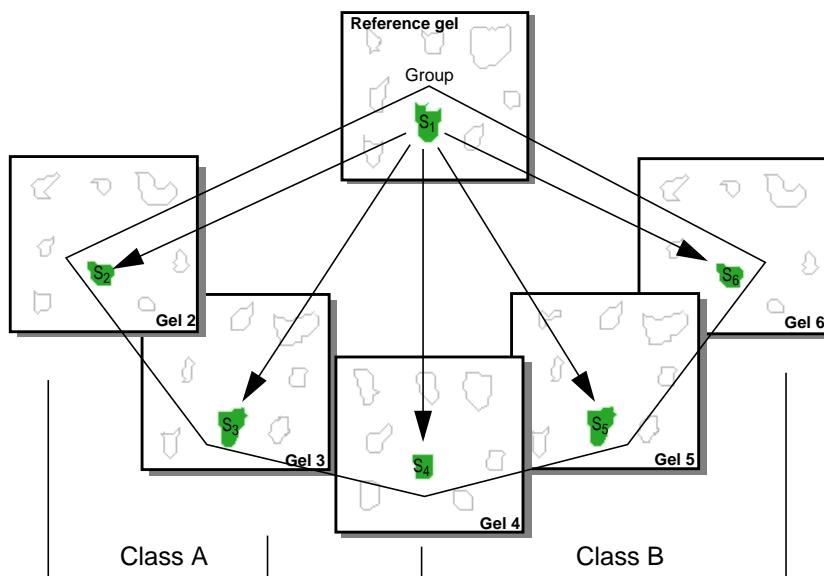 Reference gel
Group
S1
S2
S6
Gel 2
Gel 6
S3
S5
Gel 3
S4
Gel 5
Gel 4
Class A
Class B